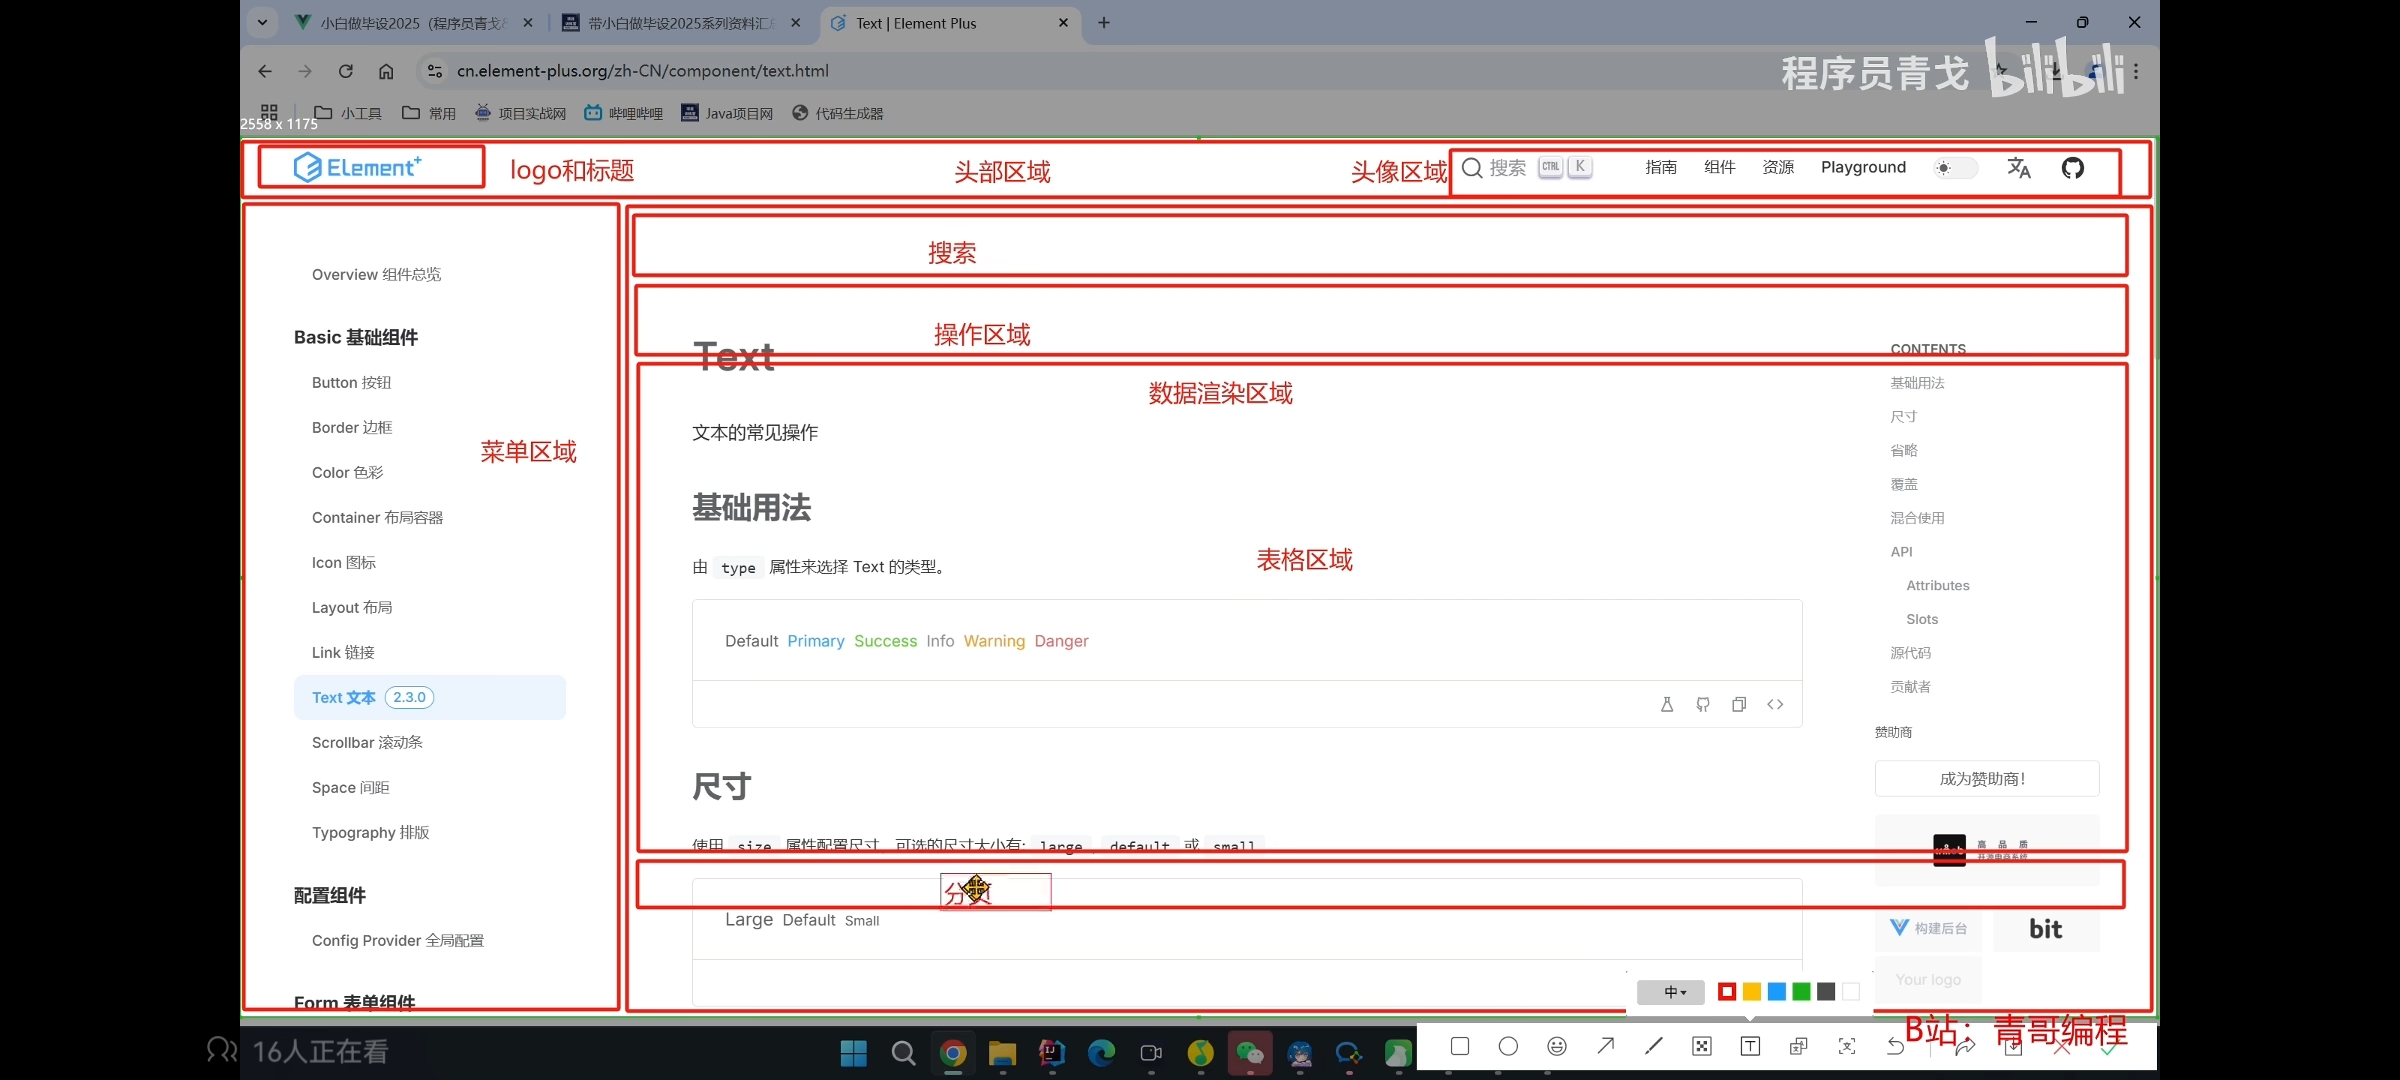 小白做毕设2025（程序员青戈
带小白做毕设2025系列资料汇
Text | Element Plus
cn.element-plus.org/zh-CN/component/text.html
程序员青戈 bilibili
小工具 常用 项目实战网 哔哩哔哩 Java项目网 代码生成器
2558 x 1175
Element+ logo和标题 头部区域 头像区域 搜索 CTRL K 指南 组件 资源 Playground
搜索
Overview 组件总览
Basic 基础组件
操作区域
Text
CONTENTS
Button 按钮
数据渲染区域
基础用法
尺寸
Border 边框
文本的常见操作
菜单区域
省略
Color 色彩
覆盖
基础用法
Container 布局容器
混合使用
API
表格区域
Icon 图标
由 type 属性来选择 Text 的类型。
Attributes
Layout 布局
Slots
Default Primary Success Info Warning Danger
Link 链接
源代码
Text 文本 2.3.0
贡献者
Scrollbar 滚动条
赞助商
Space 间距
尺寸
成为赞助商！
Typography 排版
使用 size 属性配置尺寸，可选的尺寸大小有: large default 或 small
高 品 质
配置组件
分页
Large Default Small
构建后台
bit
Config Provider 全局配置
Your logo
中
Form 表单组件
B站：青哥编程
16人正在看